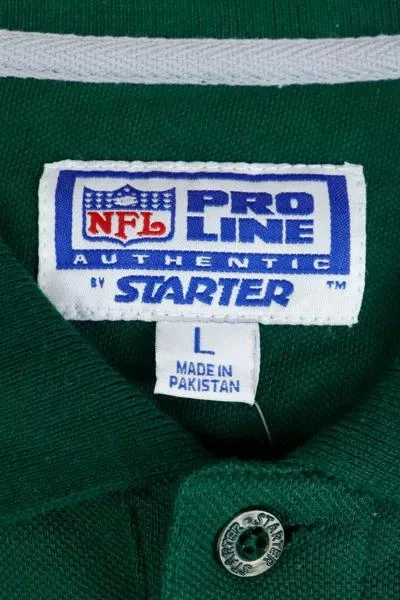 NFL
PRO
LINE
AUTHENTIC
BY STARTER ™
L
MADE IN
PAKISTAN
STARTER STARTER